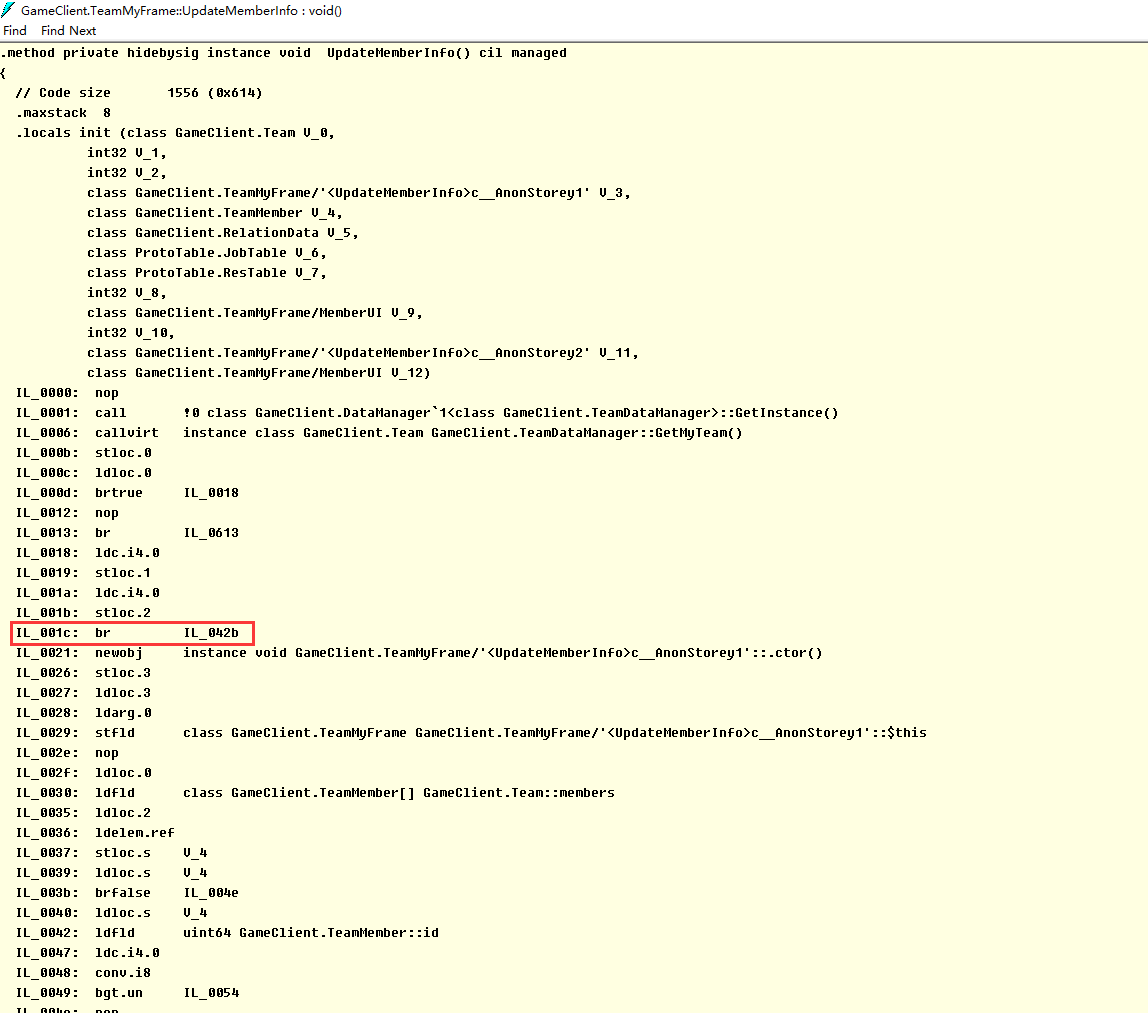 GameClient.TeamMyFrame::UpdateMemberInfo : void()
Find Find Next
.method private hidebysig instance void  UpdateMemberInfo() cil managed
{
  // Code size       1556 (0x614)
  .maxstack  8
  .locals init (class GameClient.Team V_0,
           int32 V_1,
           int32 V_2,
           class GameClient.TeamMyFrame/'<UpdateMemberInfo>c__AnonStorey1' V_3,
           class GameClient.TeamMember V_4,
           class GameClient.RelationData V_5,
           class ProtoTable.JobTable V_6,
           class ProtoTable.ResTable V_7,
           int32 V_8,
           class GameClient.TeamMyFrame/MemberUI V_9,
           int32 V_10,
           class GameClient.TeamMyFrame/'<UpdateMemberInfo>c__AnonStorey2' V_11,
           class GameClient.TeamMyFrame/MemberUI V_12)
  IL_0000:  nop
  IL_0001:  call       !0 class GameClient.DataManager`1<class GameClient.TeamDataManager>::GetInstance()
  IL_0006:  callvirt   instance class GameClient.Team GameClient.TeamDataManager::GetMyTeam()
  IL_000b:  stloc.0
  IL_000c:  ldloc.0
  IL_000d:  brtrue     IL_0018
  IL_0012:  nop
  IL_0013:  br         IL_0613
  IL_0018:  ldc.i4.0
  IL_0019:  stloc.1
  IL_001a:  ldc.i4.0
  IL_001b:  stloc.2
  IL_001c:  br         IL_042b
  IL_0021:  newobj     instance void GameClient.TeamMyFrame/'<UpdateMemberInfo>c__AnonStorey1'::.ctor()
  IL_0026:  stloc.3
  IL_0027:  ldloc.3
  IL_0028:  ldarg.0
  IL_0029:  stfld      class GameClient.TeamMyFrame GameClient.TeamMyFrame/'<UpdateMemberInfo>c__AnonStorey1'::$this
  IL_002e:  nop
  IL_002f:  ldloc.0
  IL_0030:  ldfld      class GameClient.TeamMember[] GameClient.Team::members
  IL_0035:  ldloc.2
  IL_0036:  ldelem.ref
  IL_0037:  stloc.s    V_4
  IL_0039:  ldloc.s    V_4
  IL_003b:  brfalse    IL_004e
  IL_0040:  ldloc.s    V_4
  IL_0042:  ldfld      uint64 GameClient.TeamMember::id
  IL_0047:  ldc.i4.0
  IL_0048:  conv.i8
  IL_0049:  bgt.un     IL_0054
  IL_004e:  nop